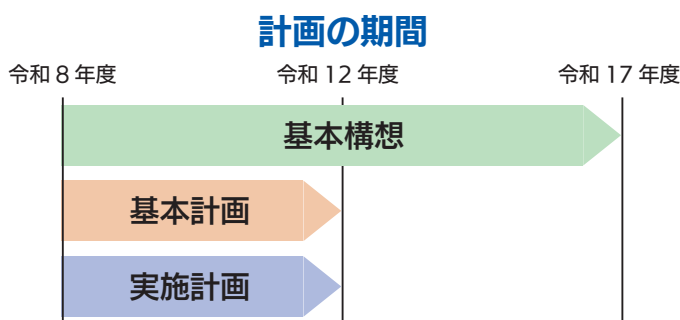 計画の期間
令和 8 年度 令和 12 年度 令和 17 年度
基本構想
基本計画
実施計画